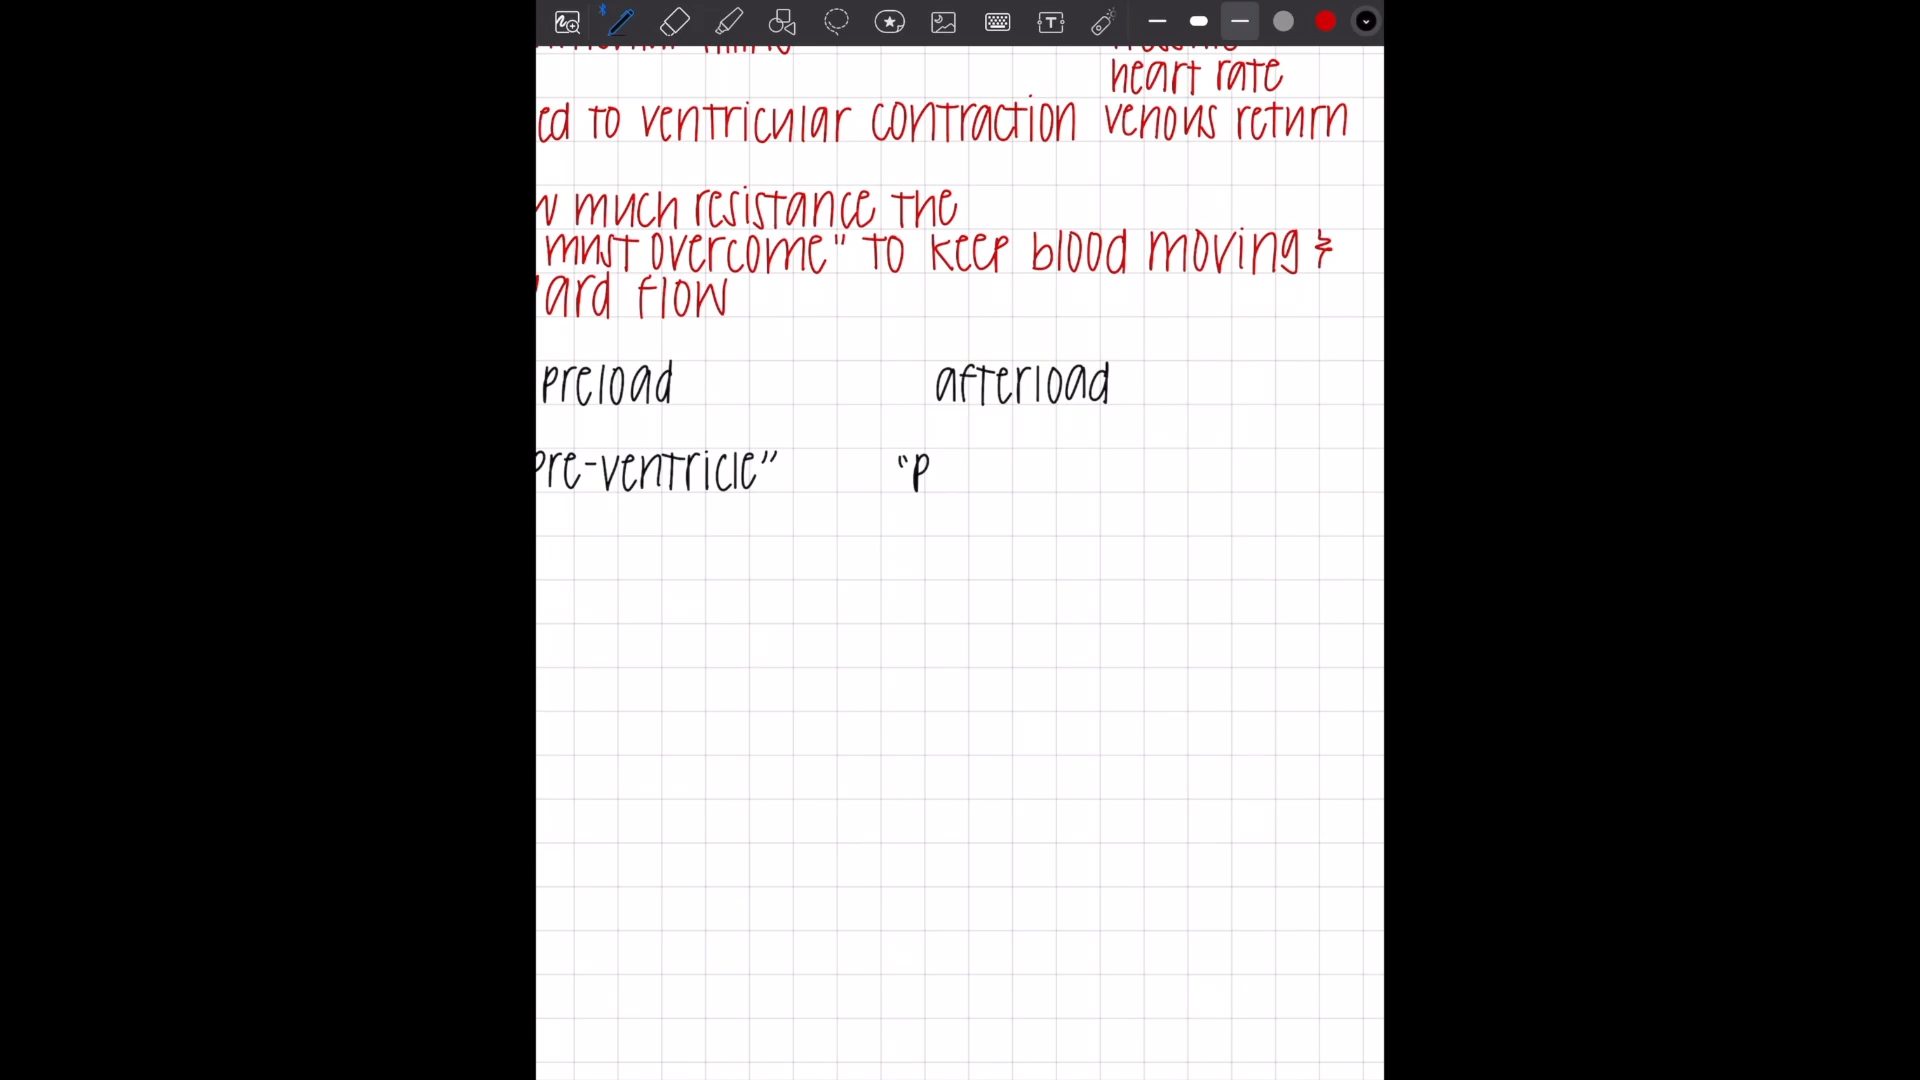 heart rate
ed to ventricular contraction venous return
w much resistance the
must overcome" to keep blood moving &
ard flow
preload afterload
pre-ventricle" "p